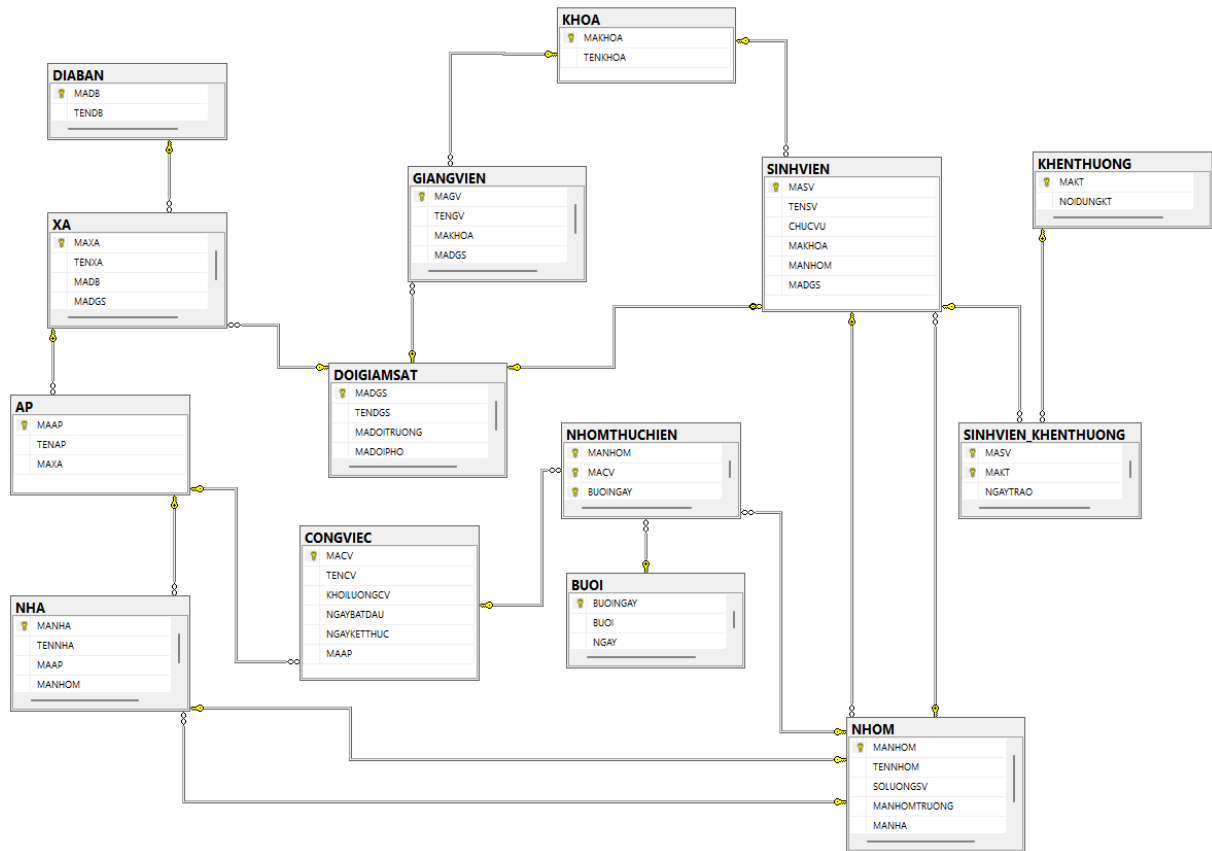 KHOA
MAKHOA
TENKHOA
DIABAN
MADB
TENDB
GIANGVIEN
MAGV
TENGV
MAKHOA
MADGS
SINHVIEN
MASV
TENSV
CHUCVU
MAKHOA
MANHOM
MADGS
KHENTHUONG
MAKT
NOIDUNGKT
XA
MAXA
TENXA
MADB
MADGS
DOIGIAMSAT
MADGS
TENDGS
MADOITRUONG
MADOIPHO
AP
MAAP
TENAP
MAXA
NHOMTHUCHIEN
MANHOM
MACV
BUOINGAY
SINHVIEN_KHENTHUONG
MASV
MAKT
NGAYTRAO
CONGVIEC
MACV
TENCV
KHOILUONGCV
NGAYBATDAU
NGAYKETTHUC
MAAP
BUOI
BUOINGAY
BUOI
NGAY
NHA
MANHA
TENNHA
MAAP
MANHOM
NHOM
MANHOM
TENNHOM
SOLUONGSV
MANHOMTRUONG
MANHA